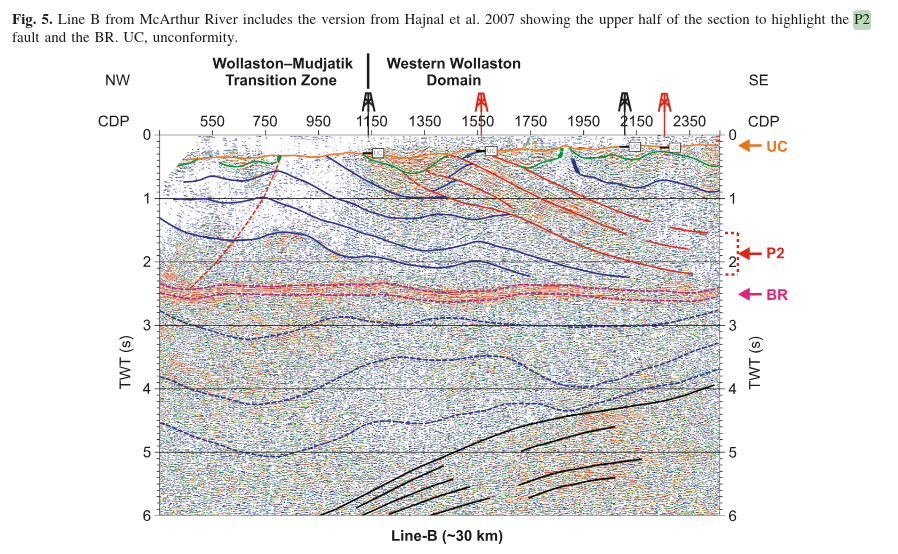 Fig. 5. Line B from McArthur River includes the version from Hajnal et al. 2007 showing the upper half of the section to highlight the P2
fault and the BR. UC, unconformity.
Wollaston–Mudjatik Western Wollaston
Transition Zone Domain
NW SE
CDP 550 750 950 1150 1350 1550 1750 1950 2150 2350 CDP
0 0
UC
1 1
P2
2 2
BR
3 3
TWT (s) TWT (s)
4 4
5 5
6 6
Line-B (~30 km)